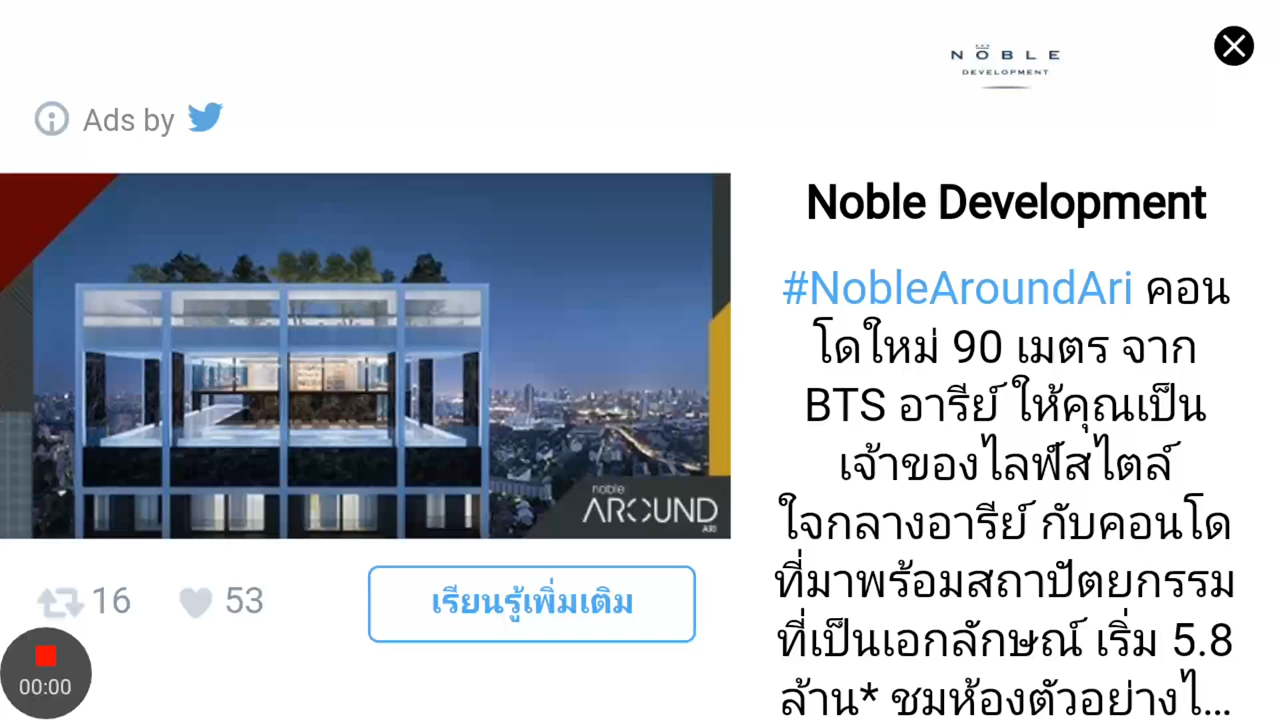 NOBLE
DEVELOPMENT
Ads by
Noble Development
#NobleAroundAri คอน
โดใหม่ 90 เมตร จาก
BTS อารีย์ ให้คุณเป็น
เจ้าของไลฟ์สไตล์
ใจกลางอารีย์ กับคอนโด
ที่มาพร้อมสถาปัตยกรรม
ที่เป็นเอกลักษณ์ เริ่ม 5.8
ล้าน* ชมห้องตัวอย่างไ...
noble
AROUND
ARI
16
53
เรียนรู้เพิ่มเติม
00:00